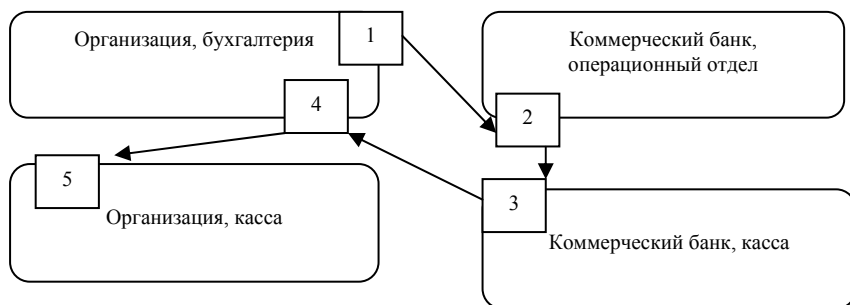 Организация, бухгалтерия
1
Коммерческий банк,
операционный отдел
4
2
5
Организация, касса
3
Коммерческий банк, касса